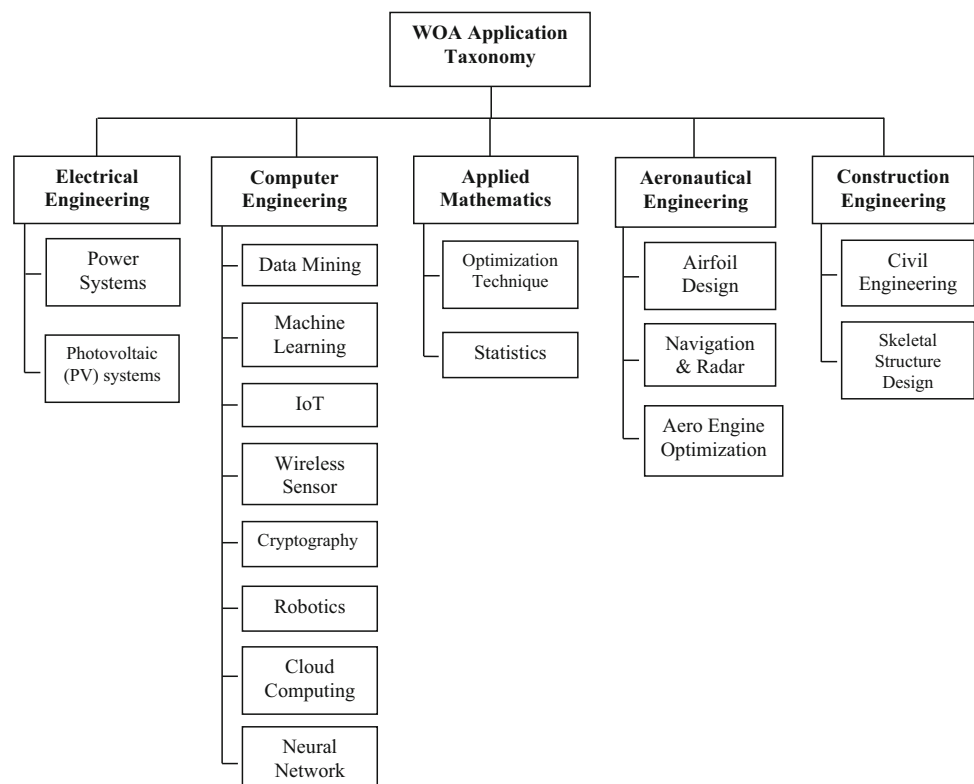 WOA Application
Taxonomy
Electrical
Engineering
Power
Systems
Photovoltaic
(PV) systems
Computer
Engineering
Data Mining
Machine
Learning
IoT
Wireless
Sensor
Cryptography
Robotics
Cloud
Computing
Neural
Network
Applied
Mathematics
Optimization
Technique
Statistics
Aeronautical
Engineering
Airfoil
Design
Navigation
& Radar
Aero Engine
Optimization
Construction
Engineering
Civil
Engineering
Skeletal
Structure
Design